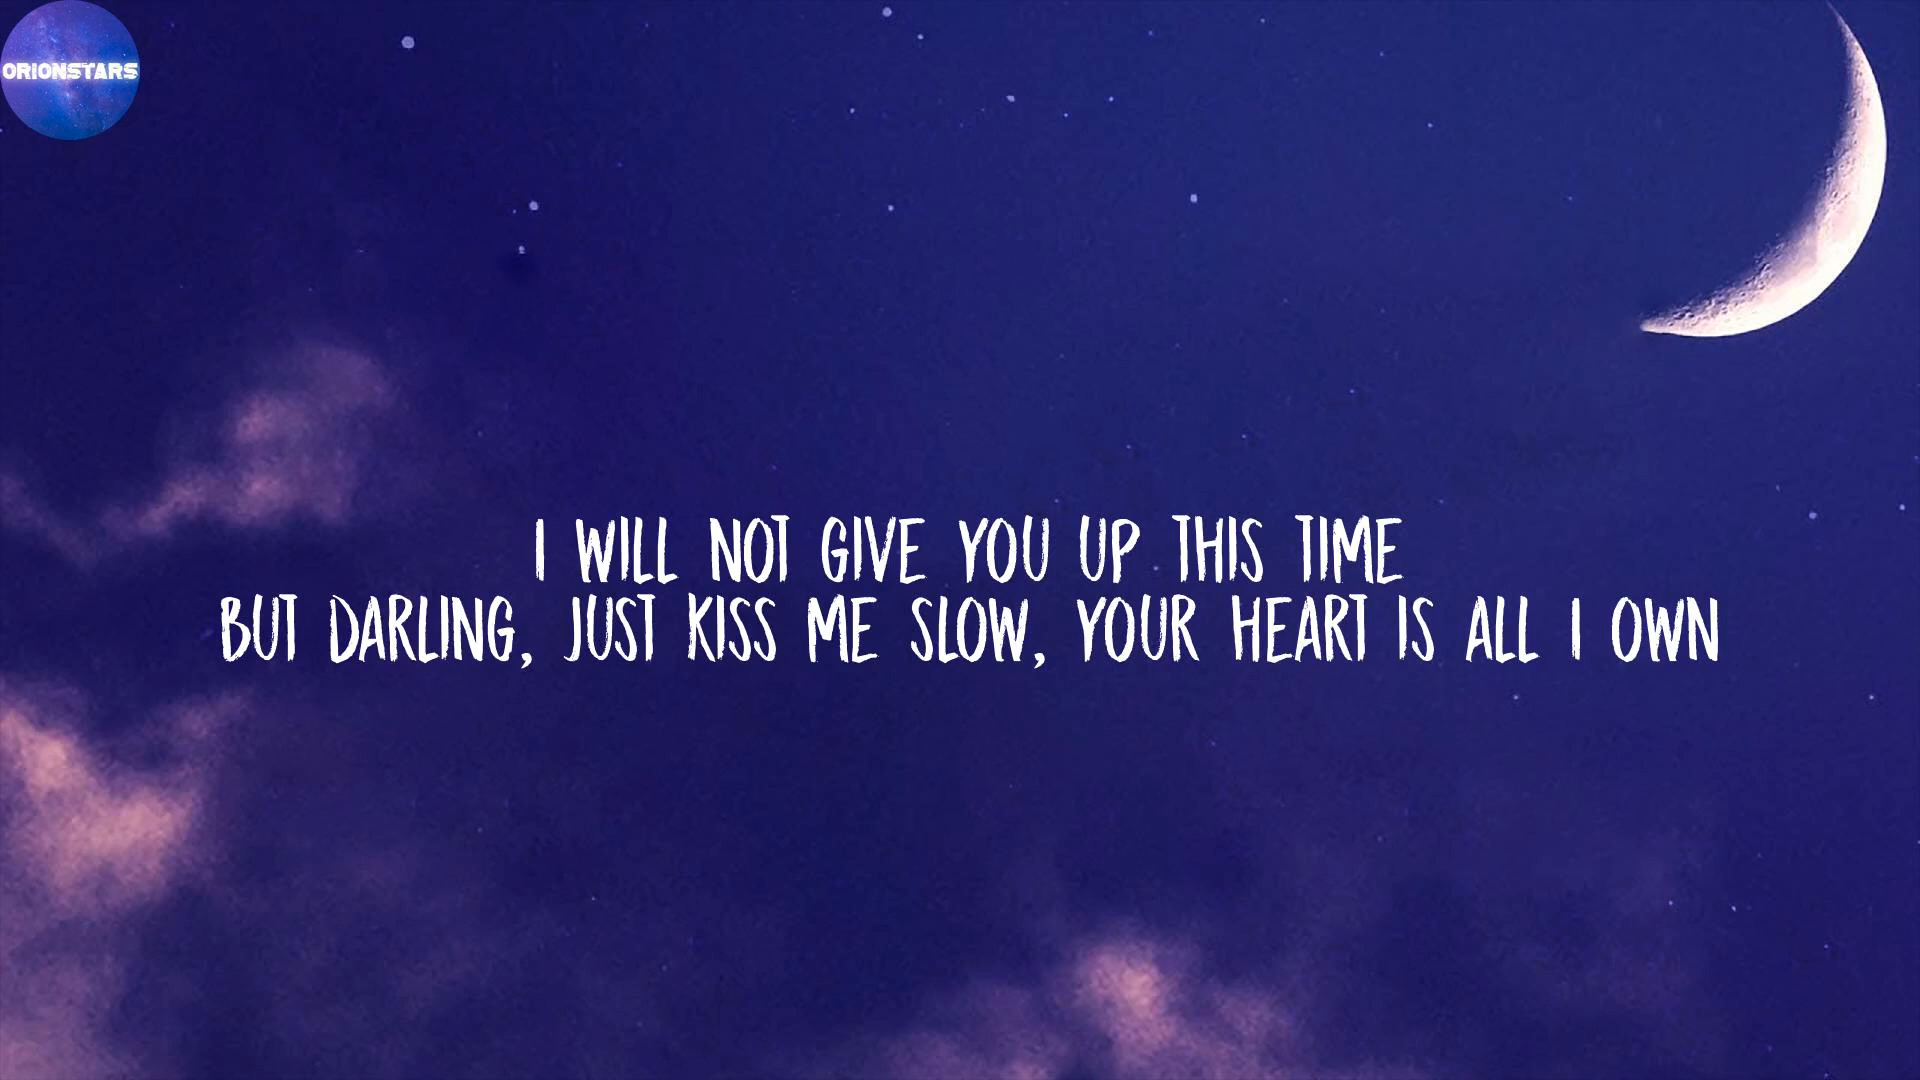 ORIONSTARS
I WILL NOT GIVE YOU UP THIS TIME
BUT DARLING, JUST KISS ME SLOW, YOUR HEART IS ALL I OWN